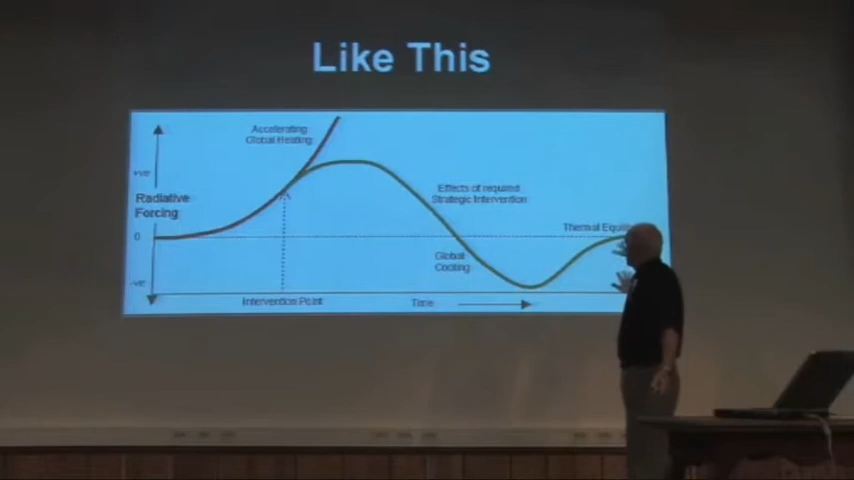 Like This
Accelerating
Global Heating
+ve
Radiative
Forcing
0
-ve
Effects of required
Strategic Intervention
Thermal
Global
Cooling
Intervention Point
Time